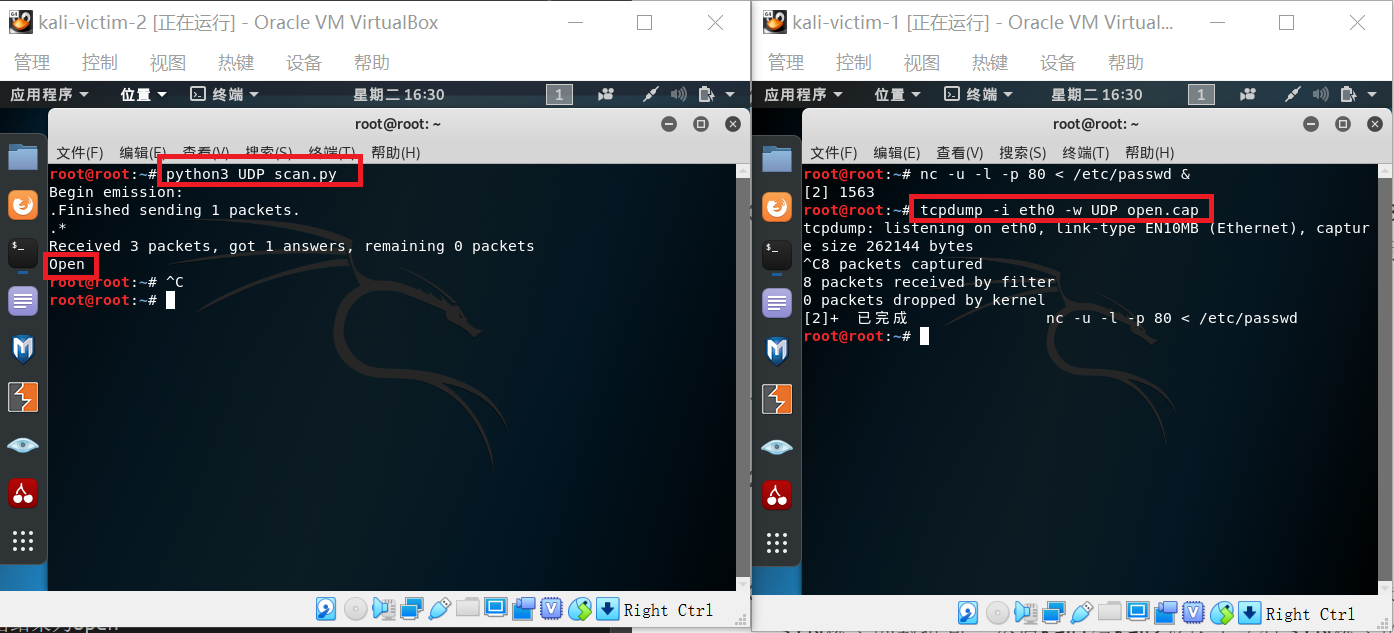 kali-victim-2 [正在运行] - Oracle VM VirtualBox
管理 控制 视图 热键 设备 帮助
应用程序 位置 终端 星期二 16:30 1
root@root: ~
文件(F) 编辑(E) 查看(V) 搜索(S) 终端(T) 帮助(H)
root@root:~# python3 UDP scan.py
Begin emission:
.Finished sending 1 packets.
.*
Received 3 packets, got 1 answers, remaining 0 packets
Open
root@root:~# ^C
root@root:~#
Right Ctrl
kali-victim-1 [正在运行] - Oracle VM Virtual...
管理 控制 视图 热键 设备 帮助
应用程序 位置 终端 星期二 16:30 1
root@root: ~
文件(F) 编辑(E) 查看(V) 搜索(S) 终端(T) 帮助(H)
root@root:~# nc -u -l -p 80 < /etc/passwd &
[2] 1563
root@root:~# tcpdump -i eth0 -w UDP open.cap
tcpdump: listening on eth0, link-type EN10MB (Ethernet), captur
e size 262144 bytes
^C8 packets captured
8 packets received by filter
0 packets dropped by kernel
[2]+ 已完成 nc -u -l -p 80 < /etc/passwd
root@root:~#
Right Ctrl